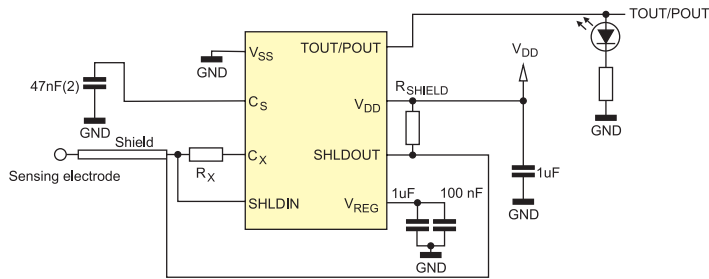 TOUT/POUT
VSS
TOUT/POUT
GND
VDD
47nF(2)
RSHIELD
CS
VDD
GND
GND
Shield
SHLDOUT
CX
1uF
Sensing electrode
RX
1uF
100 nF
SHLDIN
VREG
GND
GND